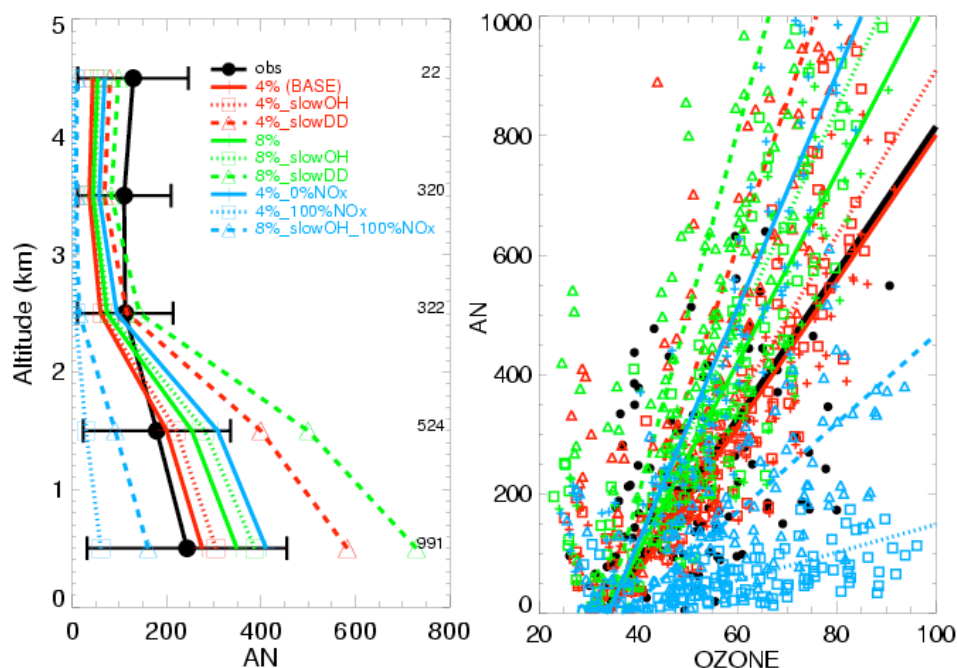 5
4
3
2
1
0
Altitude (km)
obs
4% (BASE)
4%_slowOH
4%_slowDD
8%
8%_slowOH
8%_slowDD
4%_0%NOx
4%_100%NOx
8%_slowOH_100%NOx
22
320
322
524
991
0 200 400 600 800
AN
1000
800
600
400
200
0
AN
20 40 60 80 100
OZONE